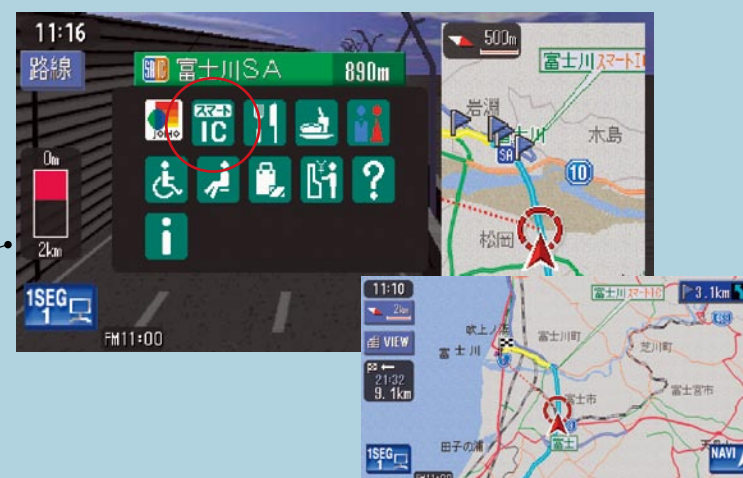 11:16
路線
富士川SA
890m
JOMO
スマート
IC
?
i
0m
2km
1SEG
1
FM11:00
500m
富士川スマートI
岩淵
木島
SA
10
松岡
11:10
2km
VIEW
21:32
9.1km
1SEG
1
富士川スマートIC
3.1km
吹上ノ浜
富士川町
芝川町
富士川
富士市
富士宮市
富士
田子の浦
NAVI